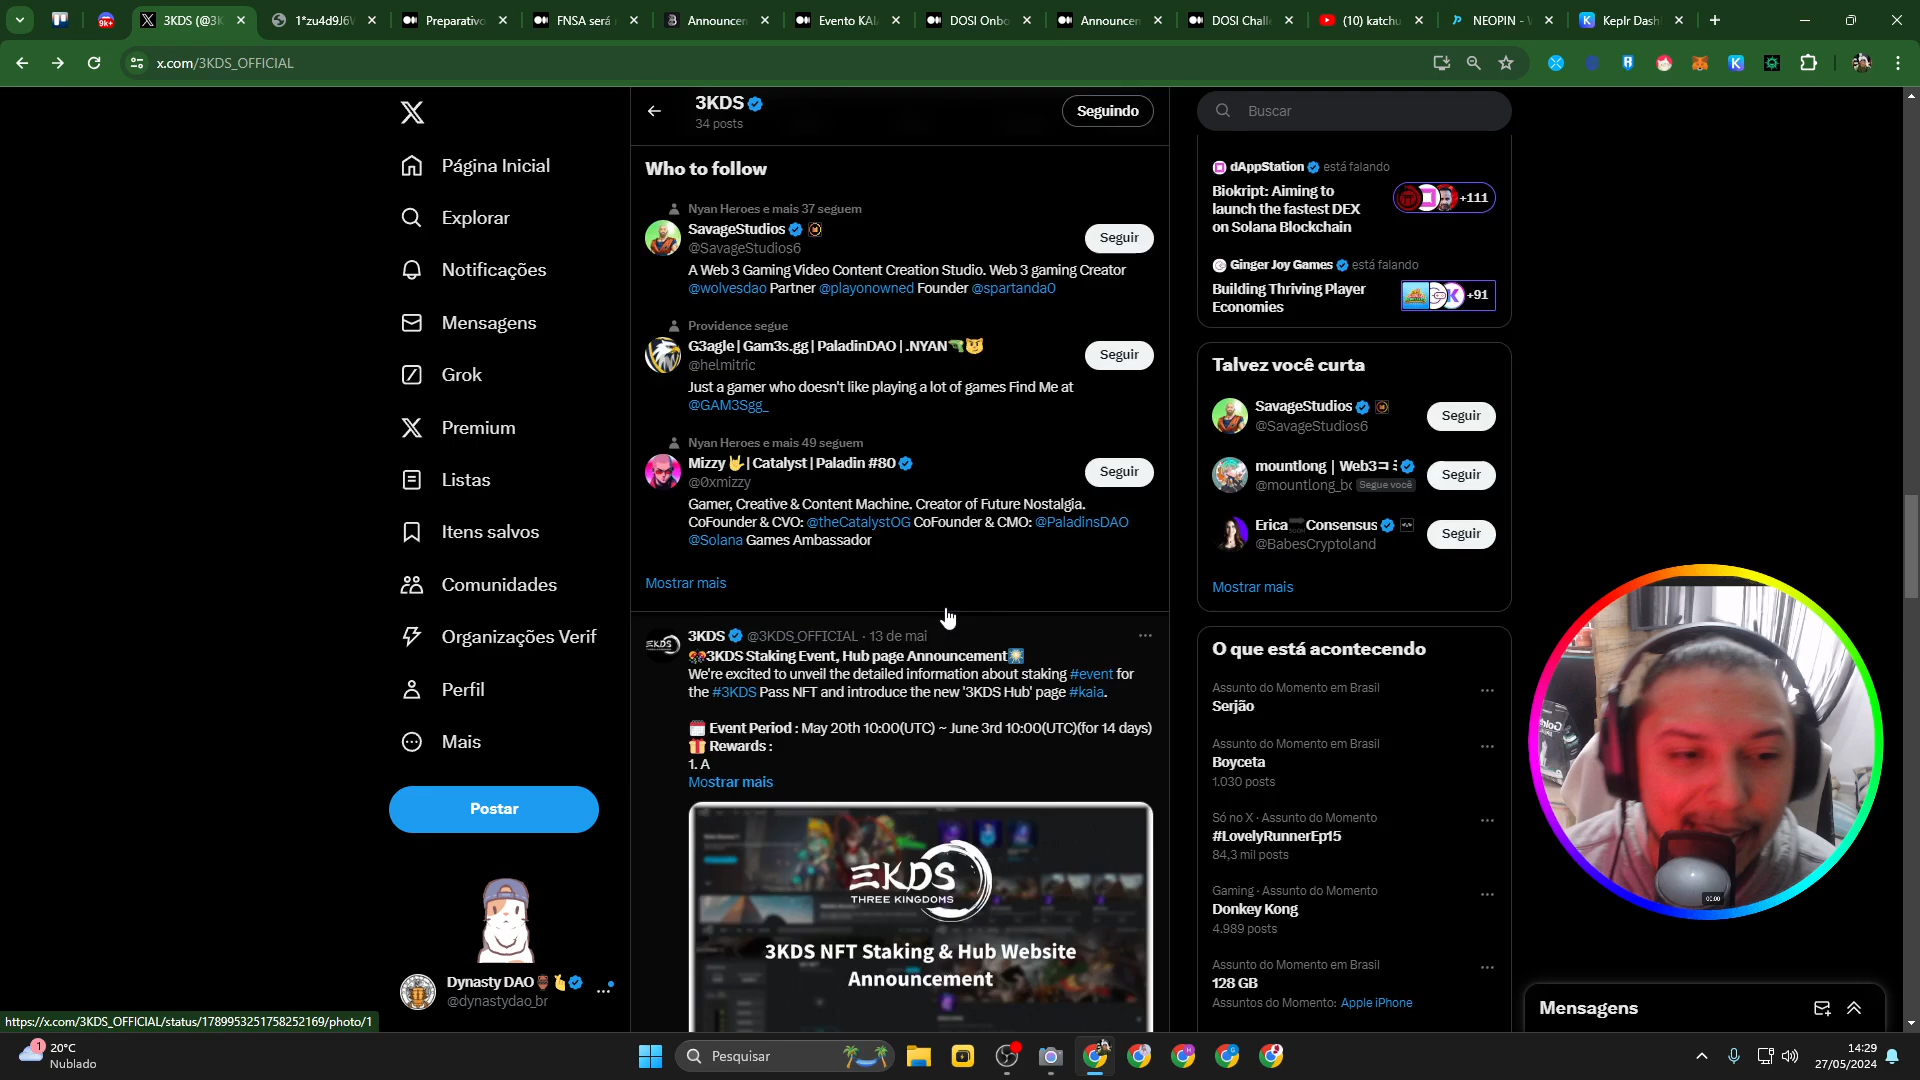 9k+
3KDS (@3K
1*zu4d9J6V
Preparativo
FNSA será
Announcen
Evento KAI
DOSI Onbo
Announcen
DOSI Chall
(10) katchu
NEOPIN - V
Keplr Dash
x.com/3KDS_OFFICIAL
Página Inicial
Explorar
Notificações
Mensagens
Grok
Premium
Listas
Itens salvos
Comunidades
Organizações Verif
Perfil
Mais
Postar
Dynasty DAO
@dynastydao_br
3KDS
34 posts
Seguindo
Who to follow
Nyan Heroes e mais 37 seguem
SavageStudios
@SavageStudios6
Seguir
A Web 3 Gaming Video Content Creation Studio. Web 3 gaming Creator
@wolvesdao Partner @playonowned Founder @spartanda0
Providence segue
G3agle | Gam3s.gg | PaladinDAO | .NYAN🔫😼
@helmitric
Seguir
Just a gamer who doesn't like playing a lot of games Find Me at
@GAM3Sgg_
Nyan Heroes e mais 49 seguem
Mizzy 🤘 | Catalyst | Paladin #80
@0xmizzy
Seguir
Gamer, Creative & Content Machine. Creator of Future Nostalgia.
CoFounder & CVO: @theCatalystOG CoFounder & CMO: @PaladinsDAO
@Solana Games Ambassador
Mostrar mais
3KDS @3KDS_OFFICIAL · 13 de mai
3KDS Staking Event, Hub page Announcement
We're excited to unveil the detailed information about staking #event for
the #3KDS Pass NFT and introduce the new '3KDS Hub' page #kaia.
Event Period : May 20th 10:00(UTC) ~ June 3rd 10:00(UTC)(for 14 days)
🎁 Rewards :
1. A
Mostrar mais
3KDS
THREE KINGDOMS
3KDS NFT Staking & Hub Website
Announcement
Buscar
dAppStation está falando
Biokript: Aiming to
launch the fastest DEX
on Solana Blockchain
+111
Ginger Joy Games está falando
Building Thriving Player
Economies
+91
Talvez você curta
SavageStudios
@SavageStudios6
Seguir
mountlong | Web3
@mountlong_bc Segue você
Seguir
Erica Consensus
@BabesCryptoland
Seguir
Mostrar mais
O que está acontecendo
Assunto do Momento em Brasil
Serjão
Assunto do Momento em Brasil
Boyceta
1.030 posts
Só no X · Assunto do Momento
#LovelyRunnerEp15
84,3 mil posts
Gaming · Assunto do Momento
Donkey Kong
4.989 posts
Assunto do Momento em Brasil
128 GB
Assuntos do Momento: Apple iPhone
Mensagens
00:00
https://x.com/3KDS_OFFICIAL/status/1789953251758252169/photo/1
1
20°C
Nublado
Pesquisar
14:29
27/05/2024